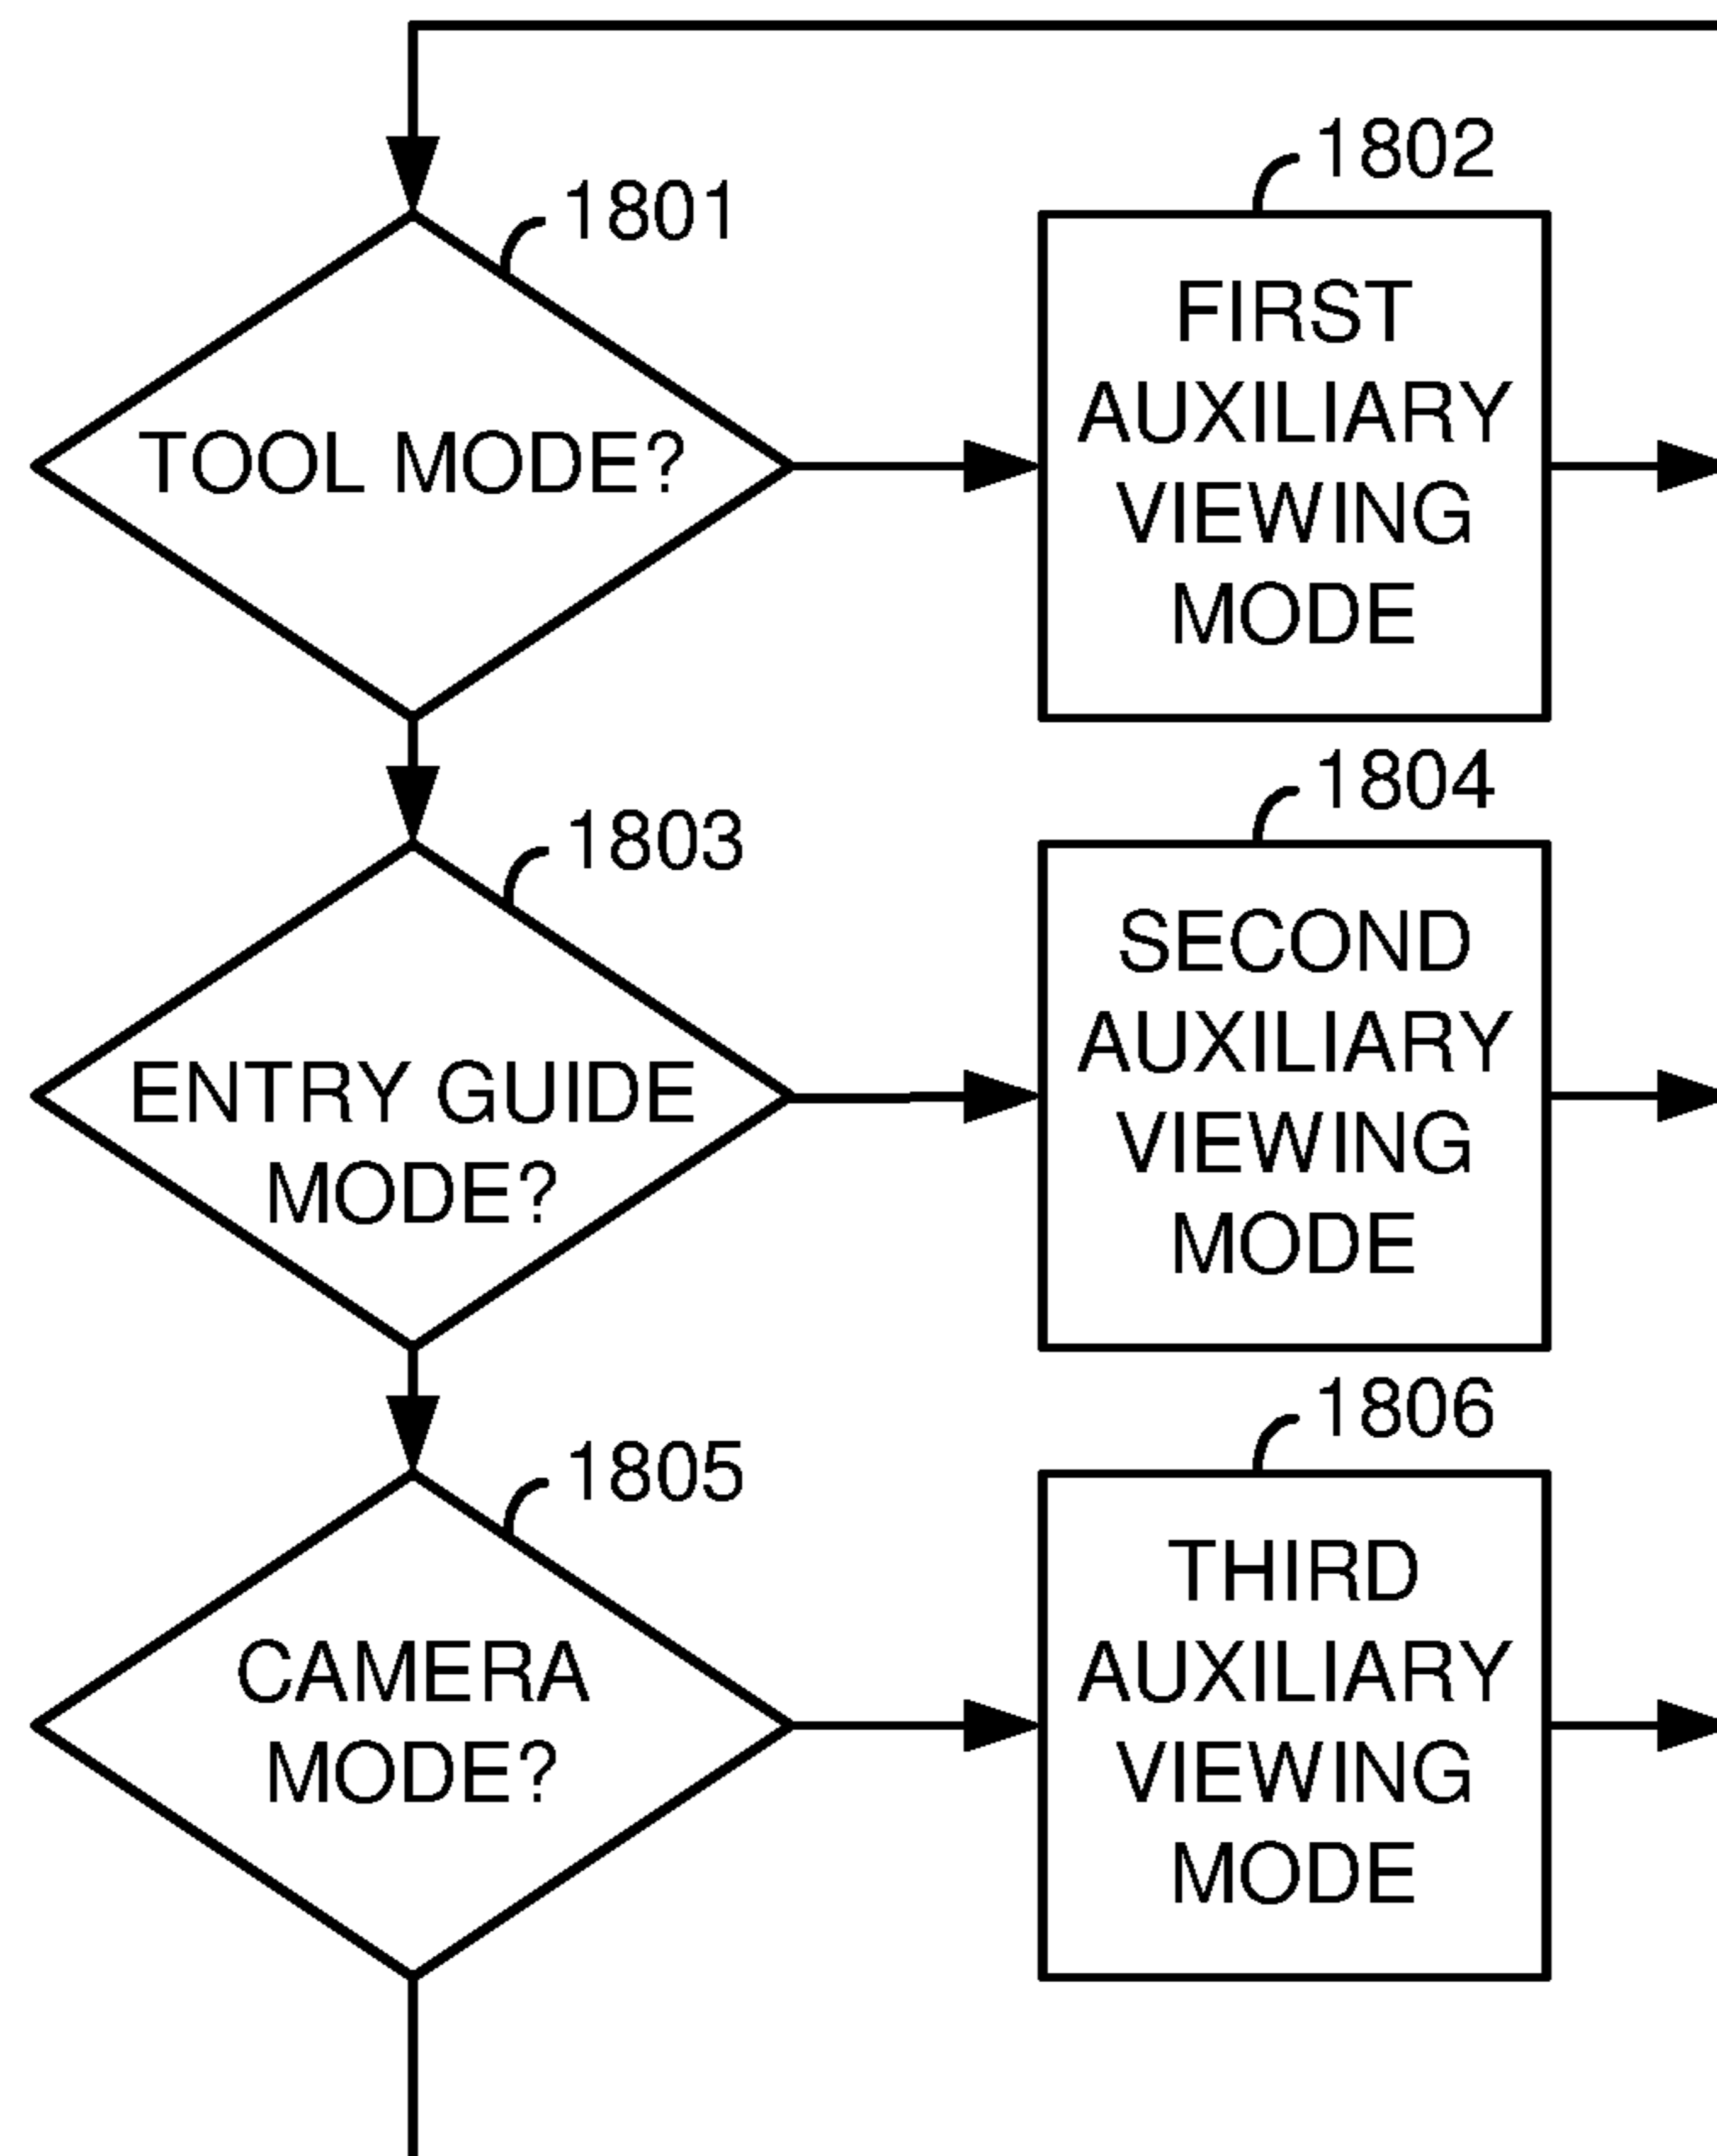 1801
TOOL MODE?
1802
FIRST
AUXILIARY
VIEWING
MODE
1803
ENTRY GUIDE
MODE?
1804
SECOND
AUXILIARY
VIEWING
MODE
1805
CAMERA
MODE?
1806
THIRD
AUXILIARY
VIEWING
MODE